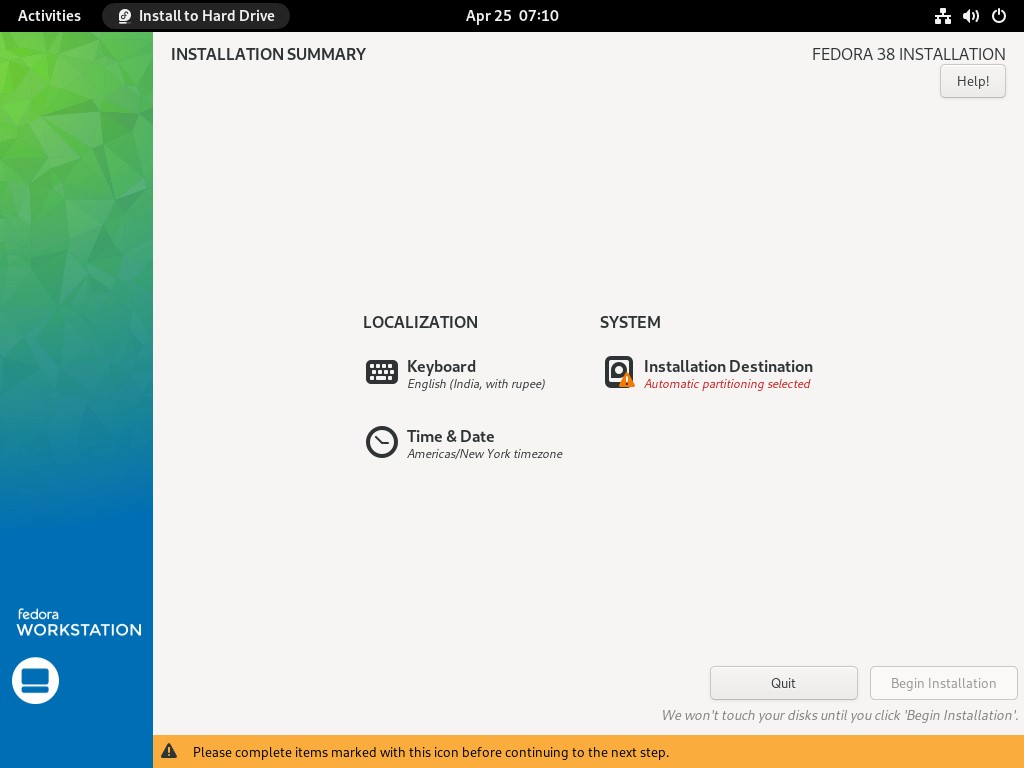 Activities
Install to Hard Drive
Apr 25 07:10
INSTALLATION SUMMARY
FEDORA 38 INSTALLATION
Help!
LOCALIZATION
Keyboard
English (India, with rupee)
Time & Date
Americas/New York timezone
SYSTEM
Installation Destination
Automatic partitioning selected
fedora
WORKSTATION
Quit
Begin Installation
We won't touch your disks until you click 'Begin Installation'.
Please complete items marked with this icon before continuing to the next step.